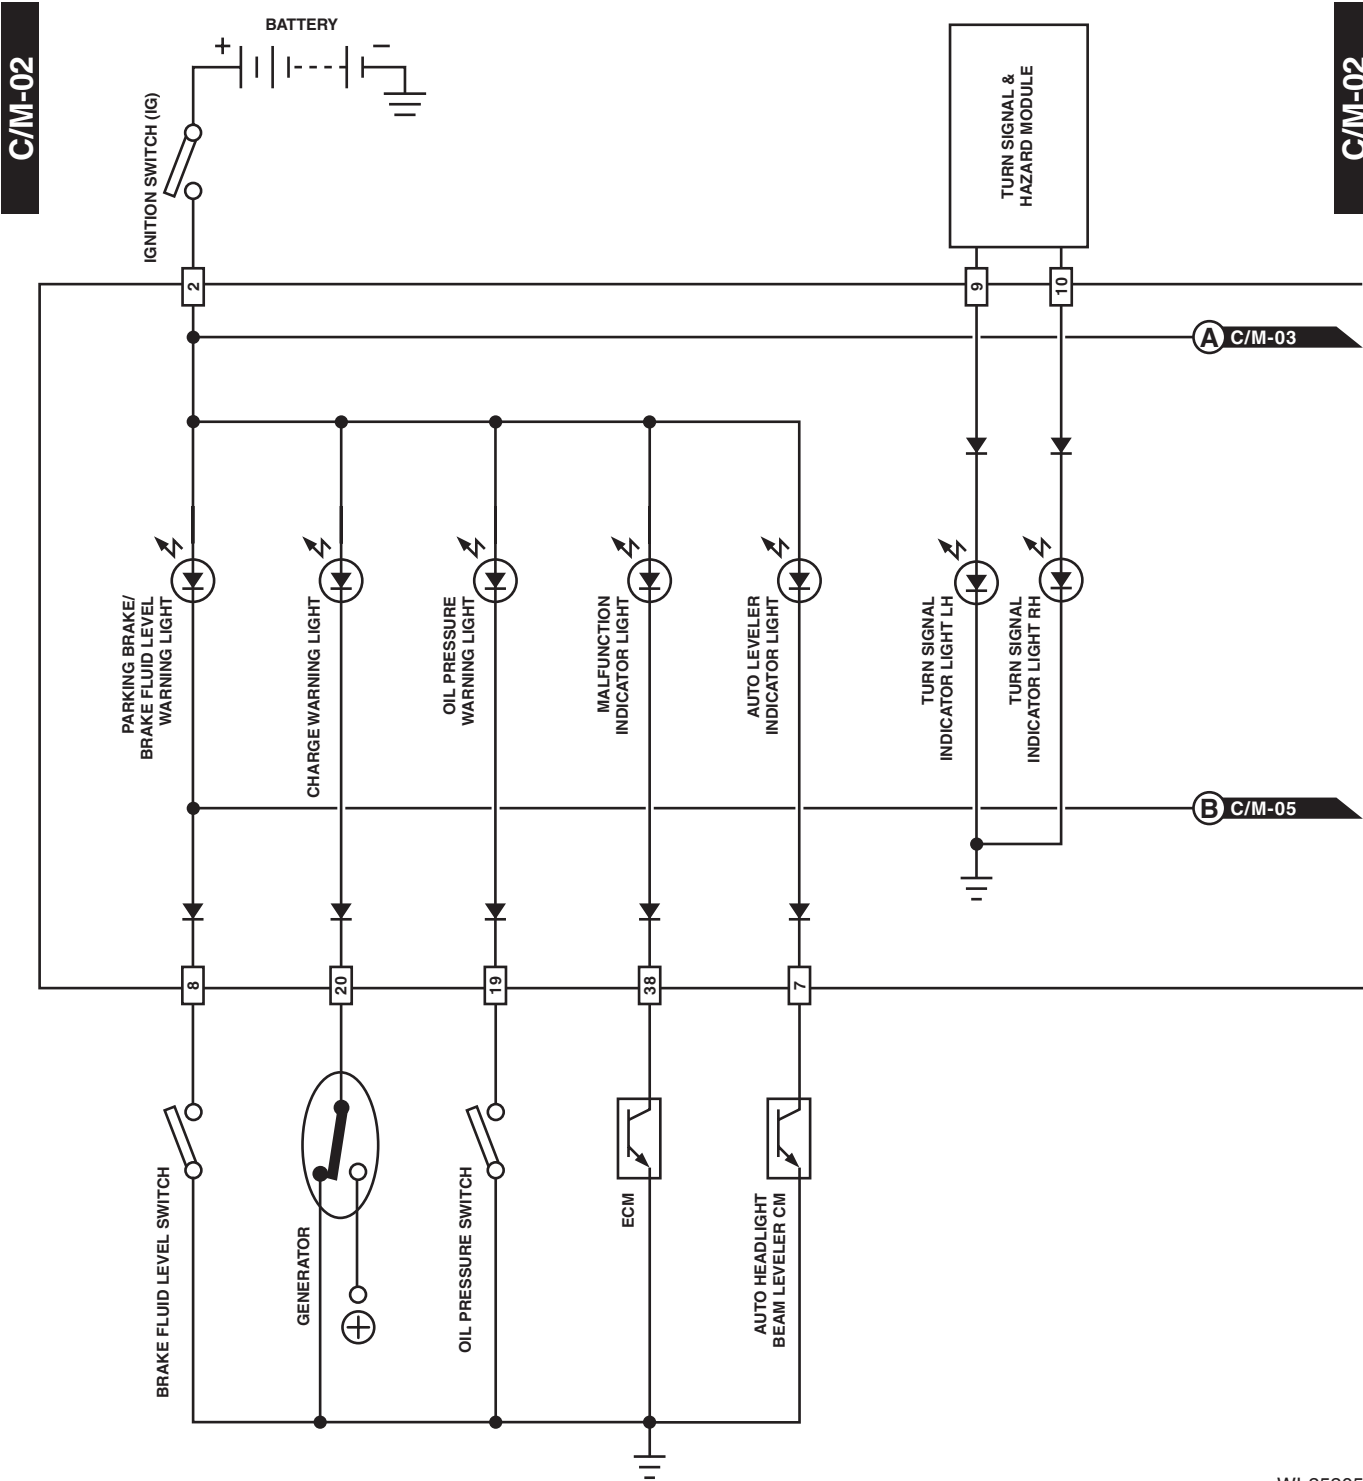 C/M-02
C/M-02
BATTERY
+
−
IGNITION SWITCH (IG)
TURN SIGNAL &
HAZARD MODULE
2
9
10
A C/M-03
PARKING BRAKE/
BRAKE FLUID LEVEL
WARNING LIGHT
CHARGE WARNING LIGHT
OIL PRESSURE
WARNING LIGHT
MALFUNCTION
INDICATOR LIGHT
AUTO LEVELER
INDICATOR LIGHT
TURN SIGNAL
INDICATOR LIGHT LH
TURN SIGNAL
INDICATOR LIGHT RH
B C/M-05
8
20
19
38
7
BRAKE FLUID LEVEL SWITCH
GENERATOR
+
OIL PRESSURE SWITCH
ECM
AUTO HEADLIGHT
BEAM LEVELER CM